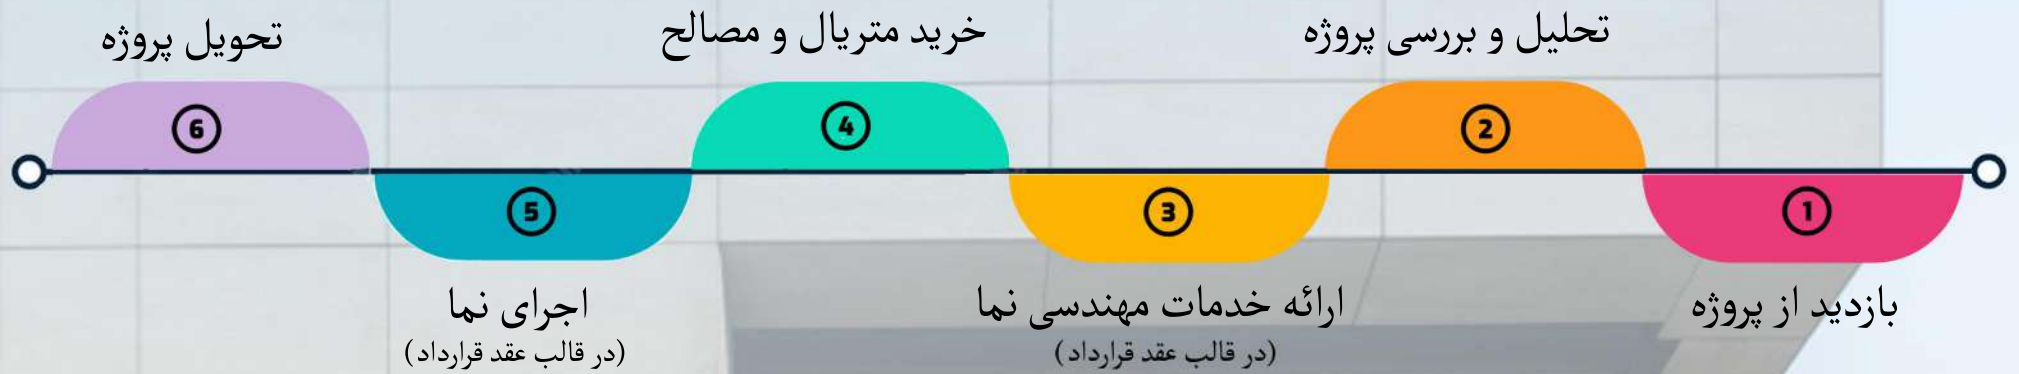 1
بازدید از پروژه
2
تحلیل و بررسی پروژه
3
ارائه خدمات مهندسی نما
(در قالب عقد قرارداد)
4
خرید متریال و مصالح
5
اجرای نما
(در قالب عقد قرارداد)
6
تحویل پروژه